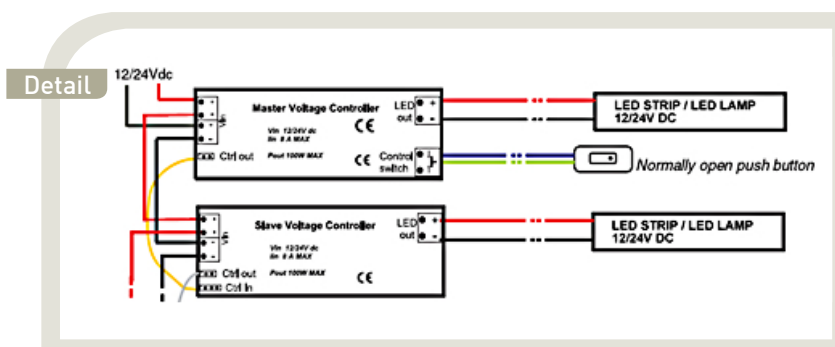 Detail
12/24Vdc
Master Voltage Controller
Vin 12/24V dc
Iin 8 A MAX
Pout 100W MAX
CE
CE
Vin
Ctrl out
LED + out -
Control switch
LED STRIP / LED LAMP
12/24V DC
Normally open push button
Slave Voltage Controller
Vin 12/24V dc
Iin 8 A MAX
Pout 100W MAX
CE
Vin
Ctrl out
Ctrl In
LED + out -
LED STRIP / LED LAMP
12/24V DC